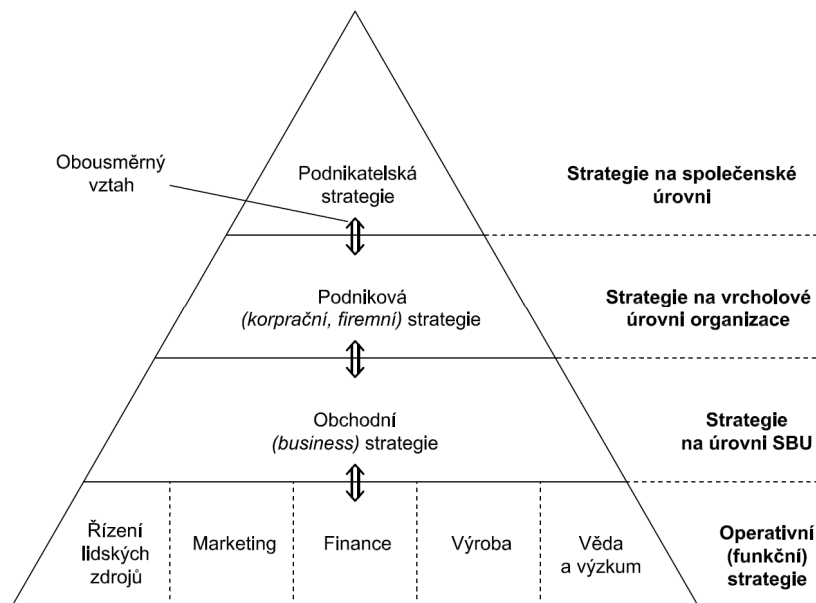 Obousměrný
vztah
Podnikatelská
strategie
Strategie na společenské
úrovni
Podniková
(korprační, firemní) strategie
Strategie na vrcholové
úrovni organizace
Obchodní
(business) strategie
Strategie
na úrovni SBU
Řízení
lidských
zdrojů
Marketing
Finance
Výroba
Věda
a výzkum
Operativní
(funkční)
strategie